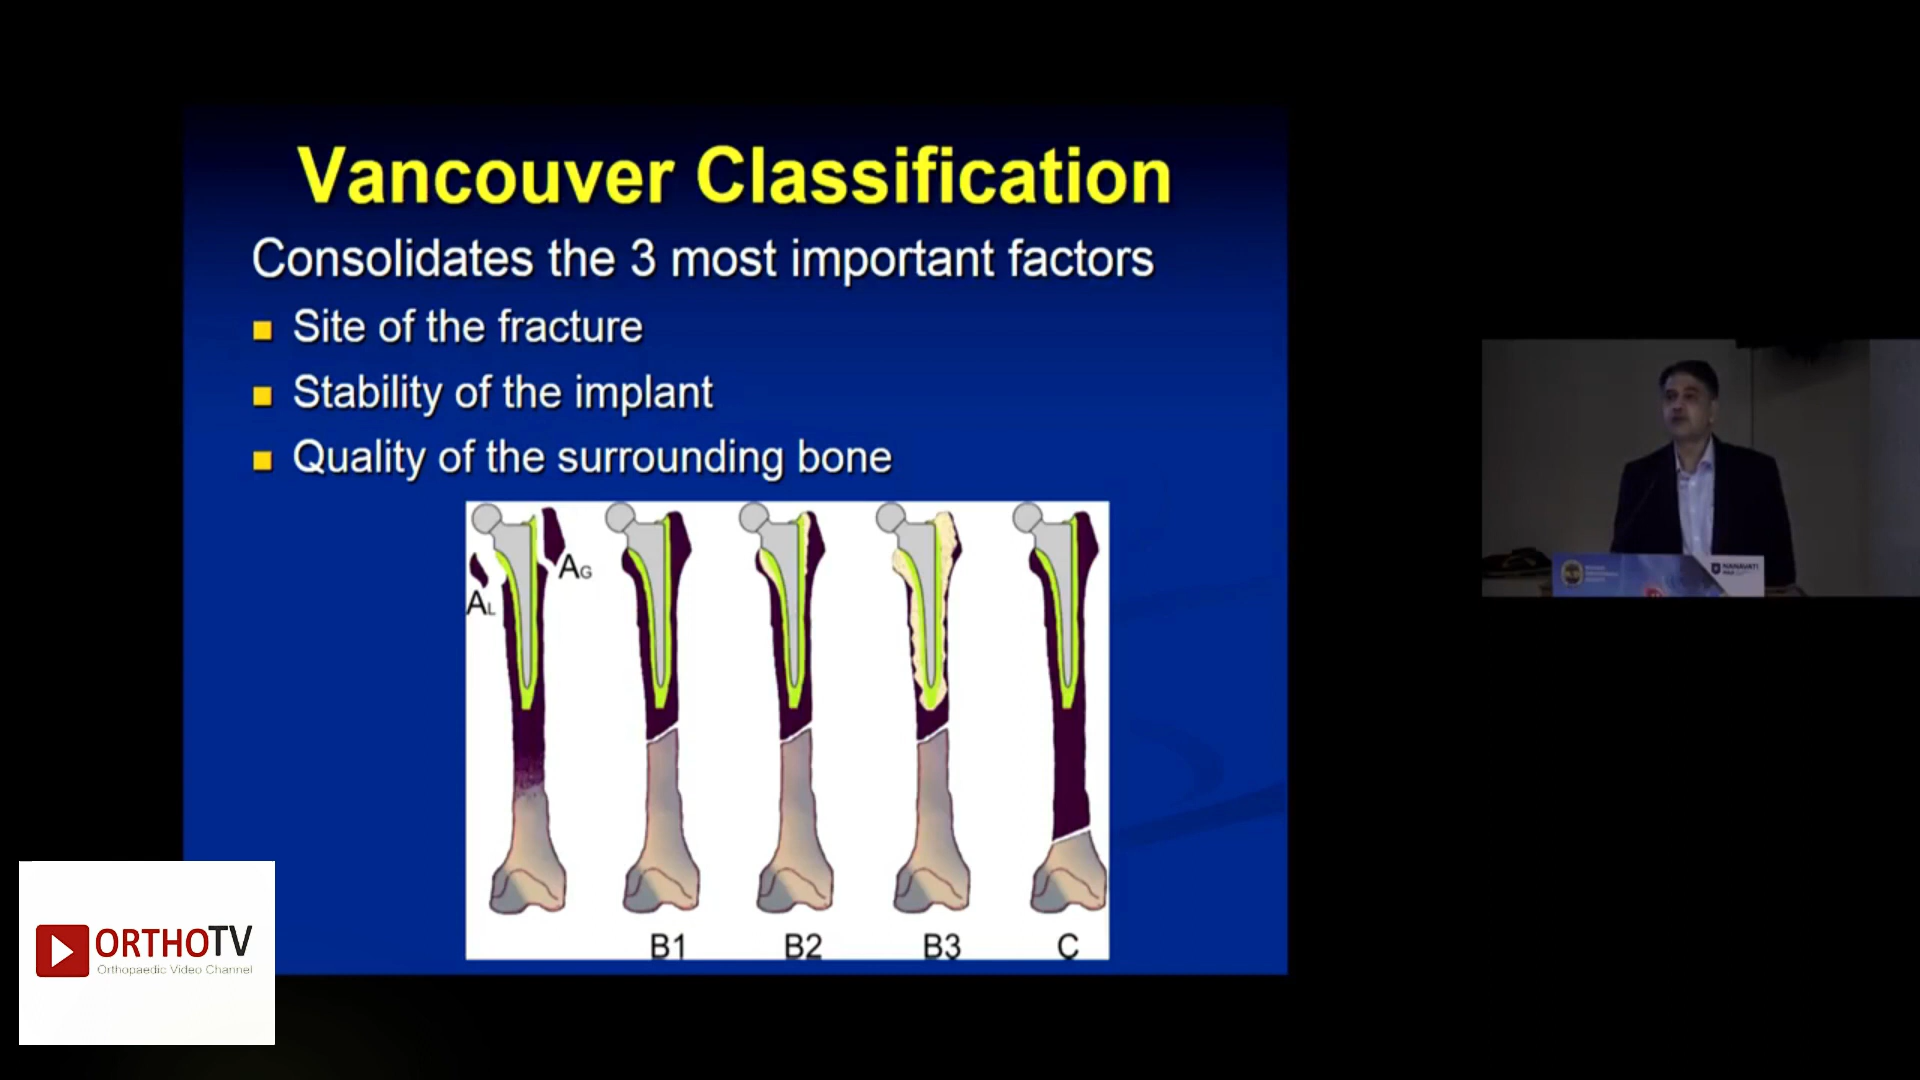 Vancouver Classification
Consolidates the 3 most important factors
Site of the fracture
Stability of the implant
Quality of the surrounding bone
AG
AL
B1 B2 B3 C
ORTHOTV
Orthopaedic Video Channel
NANAVATI